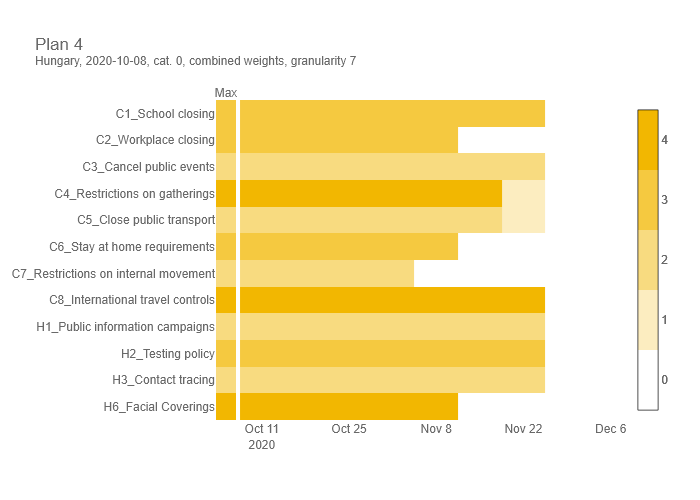 Plan 4
Hungary, 2020-10-08, cat. 0, combined weights, granularity 7
Max
C1_School closing
C2_Workplace closing
C3_Cancel public events
C4_Restrictions on gatherings
C5_Close public transport
C6_Stay at home requirements
C7_Restrictions on internal movement
C8_International travel controls
H1_Public information campaigns
H2_Testing policy
H3_Contact tracing
H6_Facial Coverings
Oct 11 Oct 25 Nov 8 Nov 22 Dec 6
2020
4
3
2
1
0